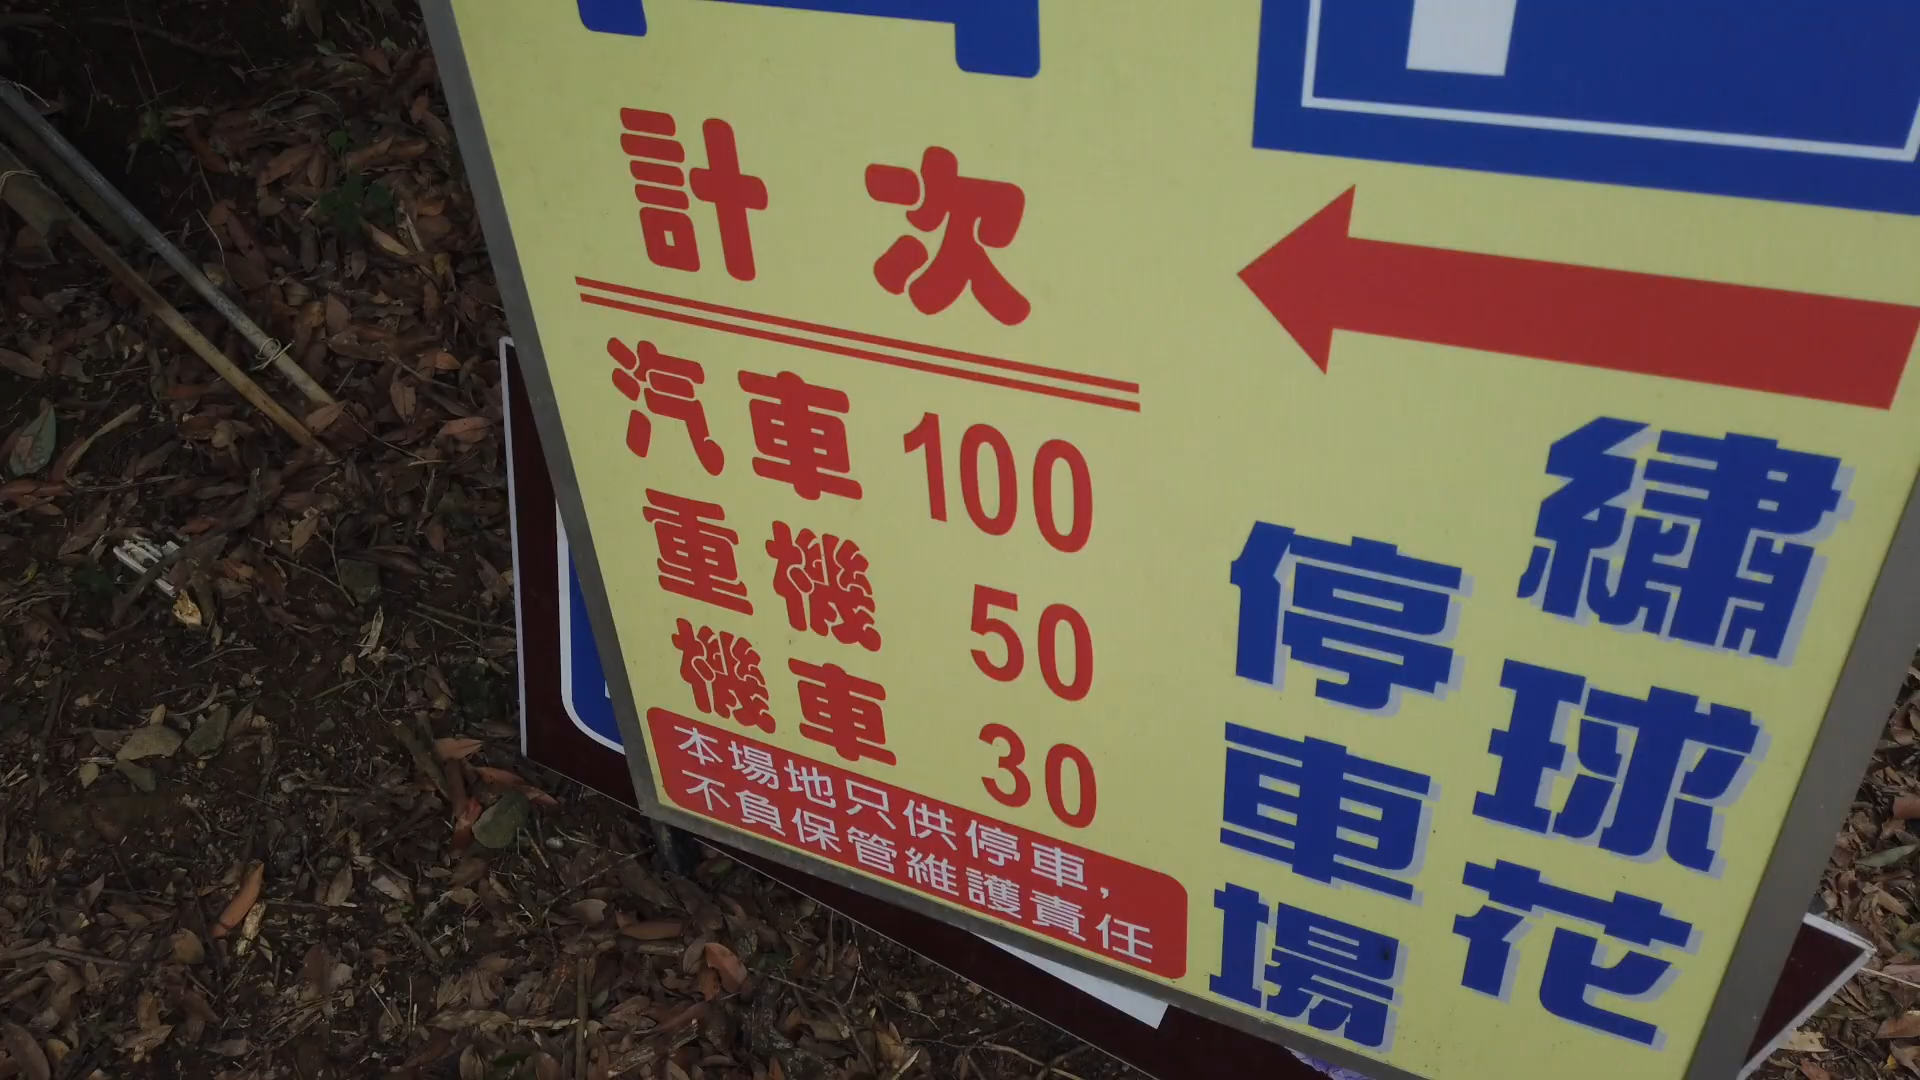 計次
汽車 100
重機 50
機車 30
本場地只供停車，
不負保管維護責任
繡球花
停車場